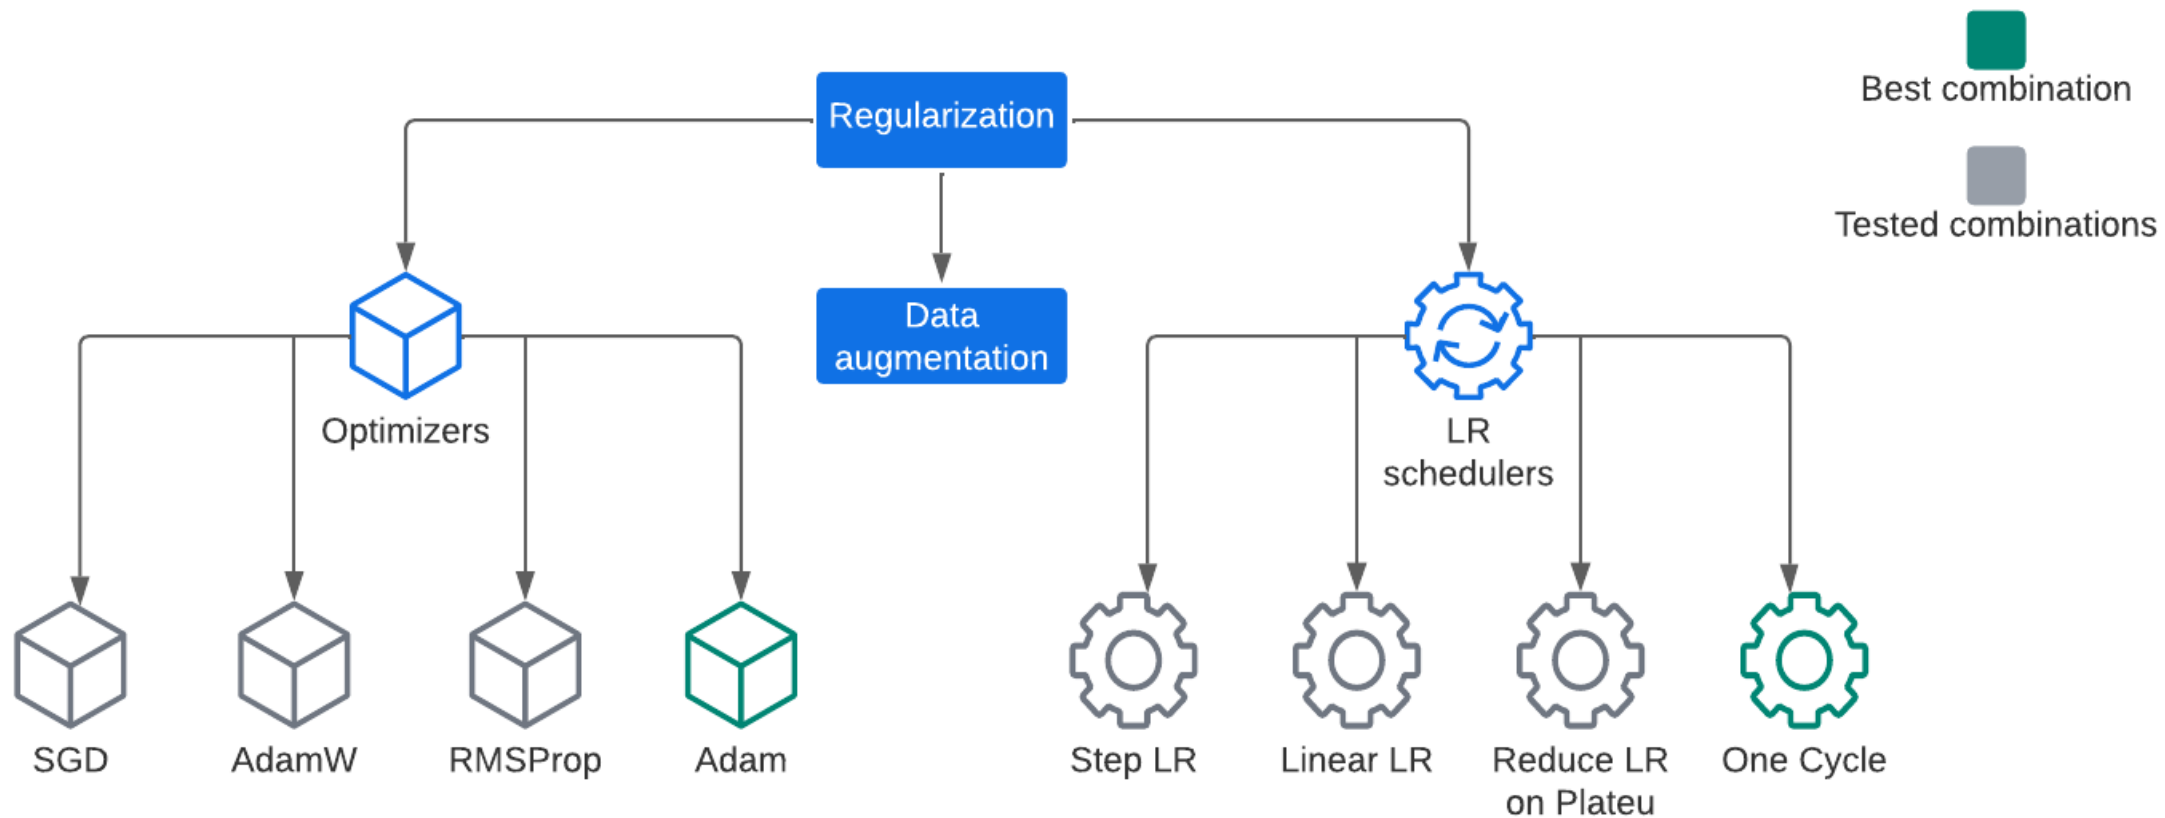 Best combination
Regularization
Tested combinations
Data
augmentation
Optimizers
LR
schedulers
SGD
AdamW
RMSProp
Adam
Step LR
Linear LR
Reduce LR
on Plateu
One Cycle